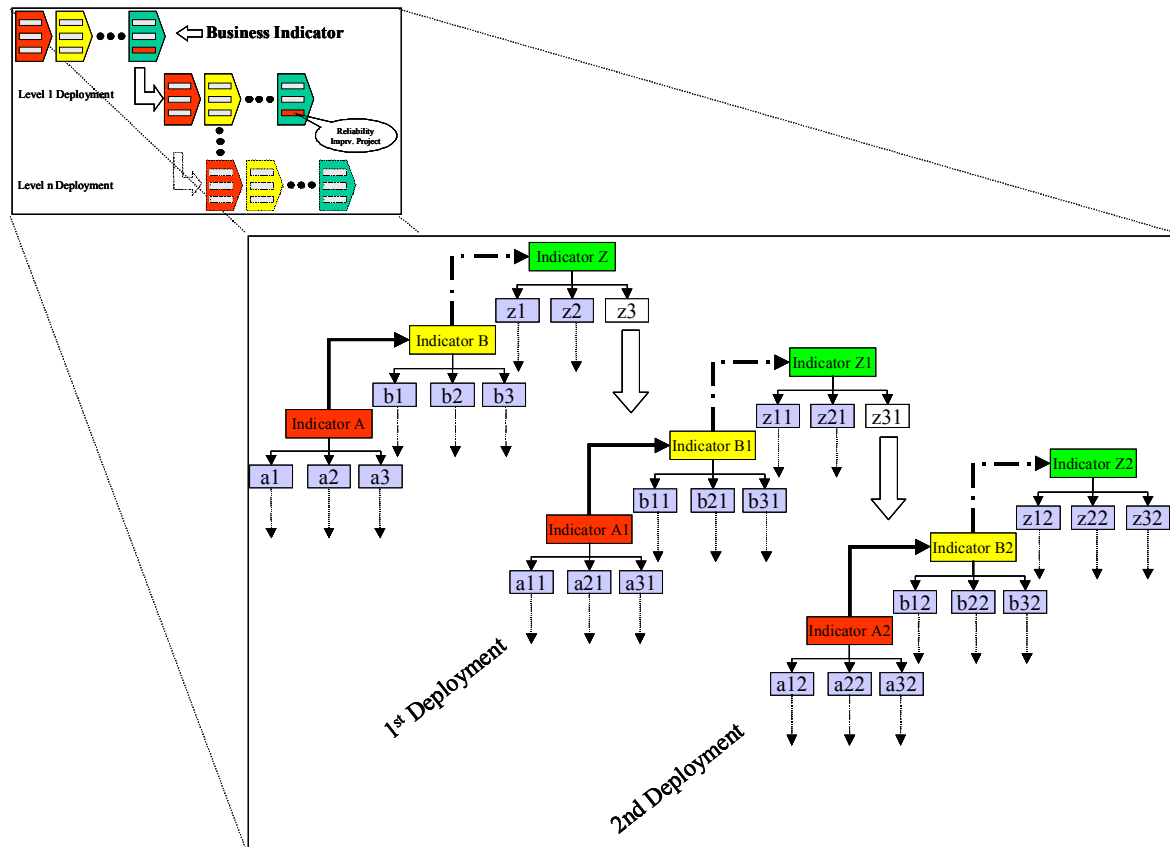 Business Indicator
Level 1 Deployment
Reliability
Imprv. Project
Level n Deployment
Indicator Z
z1 z2 z3
Indicator B
b1 b2 b3
Indicator A
a1 a2 a3
Indicator Z1
z11 z21 z31
Indicator B1
b11 b21 b31
Indicator A1
a11 a21 a31
1st Deployment
Indicator Z2
z12 z22 z32
Indicator B2
b12 b22 b32
Indicator A2
a12 a22 a32
2nd Deployment